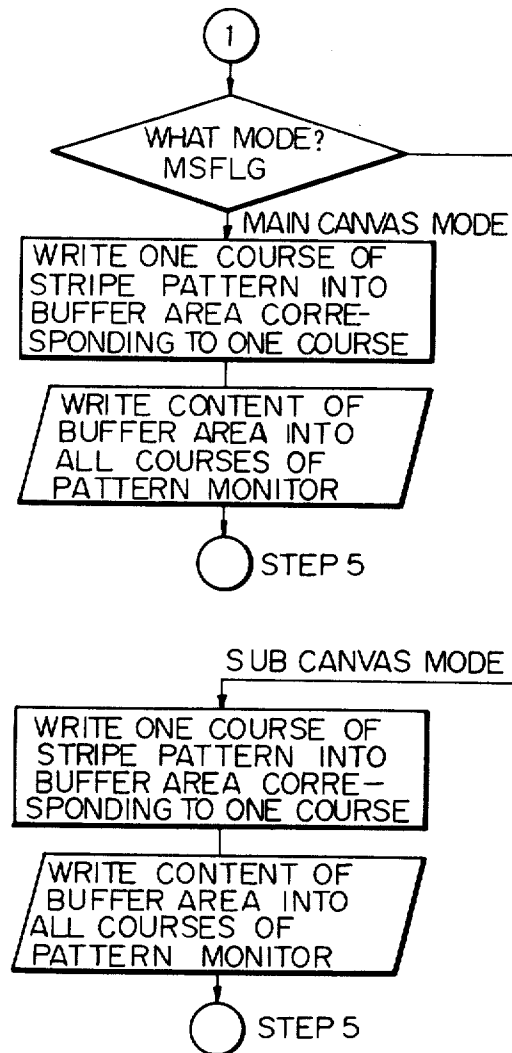 1
WHAT MODE?
MSFLG
MAIN CANVAS MODE
WRITE ONE COURSE OF
STRIPE PATTERN INTO
BUFFER AREA CORRE-
SPONDING TO ONE COURSE
WRITE CONTENT OF
BUFFER AREA INTO
ALL COURSES OF
PATTERN MONITOR
STEP 5
SUB CANVAS MODE
WRITE ONE COURSE OF
STRIPE PATTERN INTO
BUFFER AREA CORRE-
SPONDING TO ONE COURSE
WRITE CONTENT OF
BUFFER AREA INTO
ALL COURSES OF
PATTERN MONITOR
STEP 5